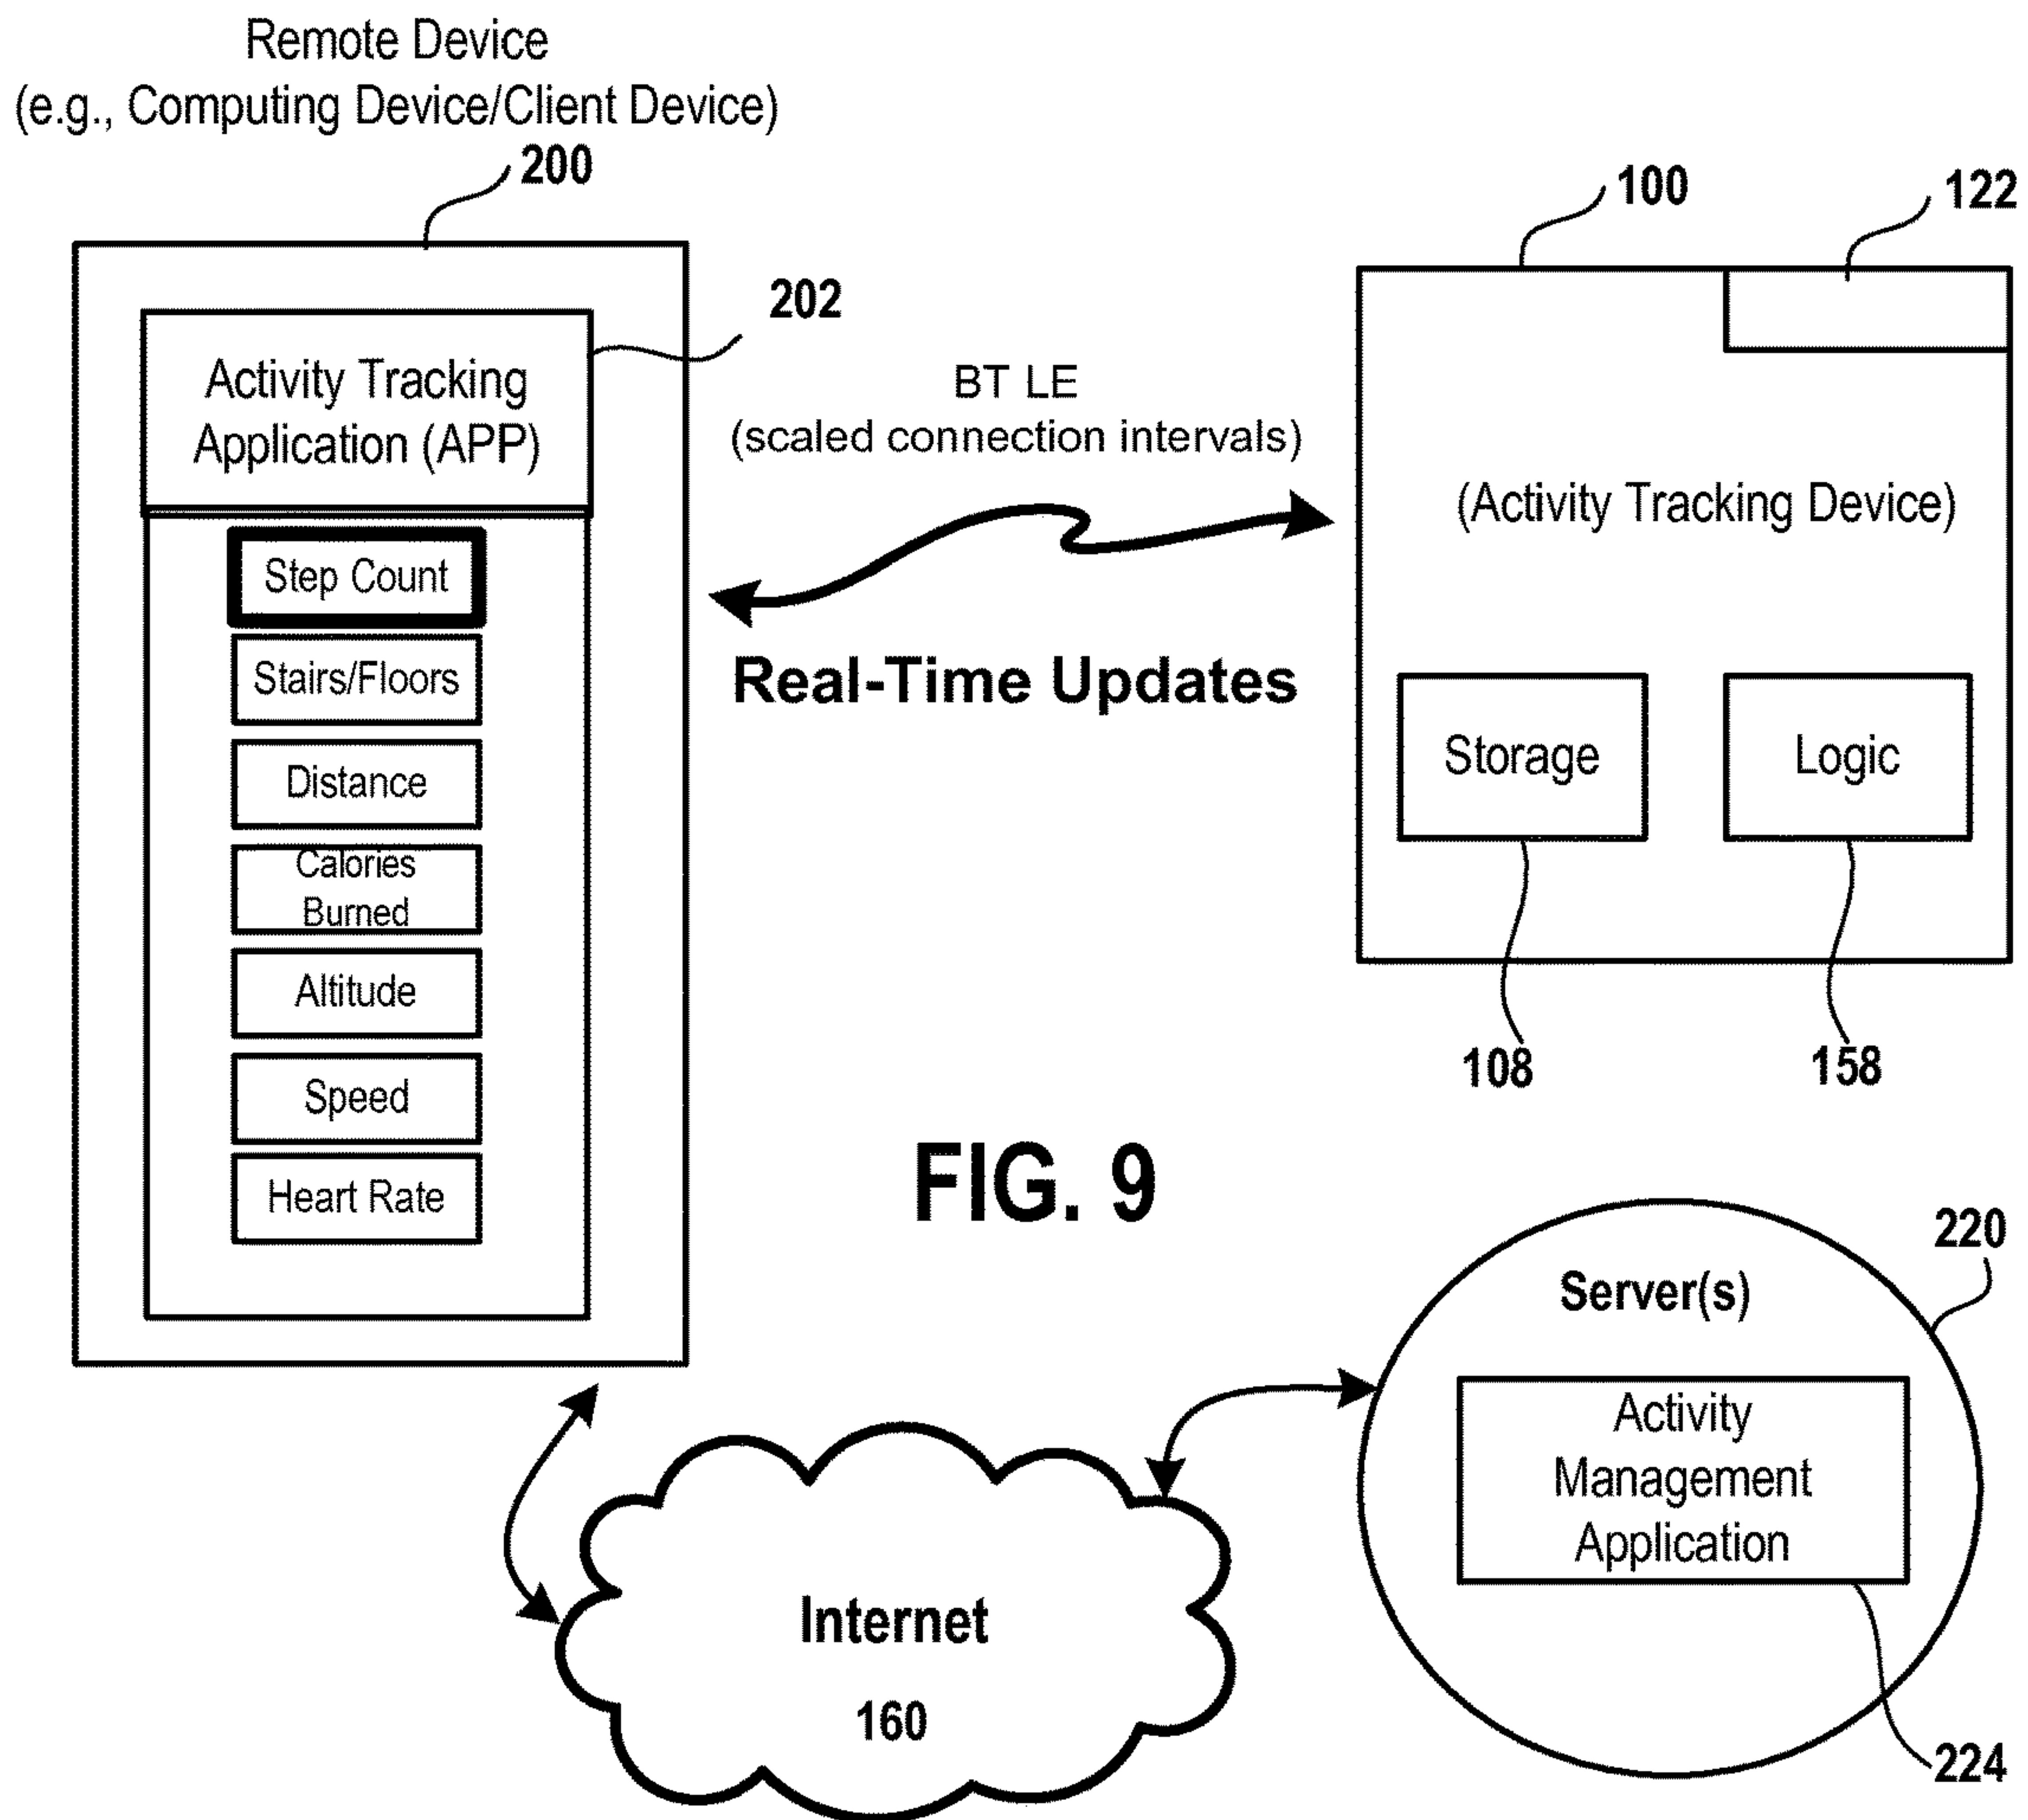 Remote Device
(e.g., Computing Device/Client Device)
200
202
Activity Tracking
Application (APP)
Step Count
Stairs/Floors
Distance
Calories
Burned
Altitude
Speed
Heart Rate
BT LE
(scaled connection intervals)
Real-Time Updates
100
122
(Activity Tracking Device)
Storage
Logic
108
158
FIG. 9
Internet
160
220
Server(s)
Activity
Management
Application
224